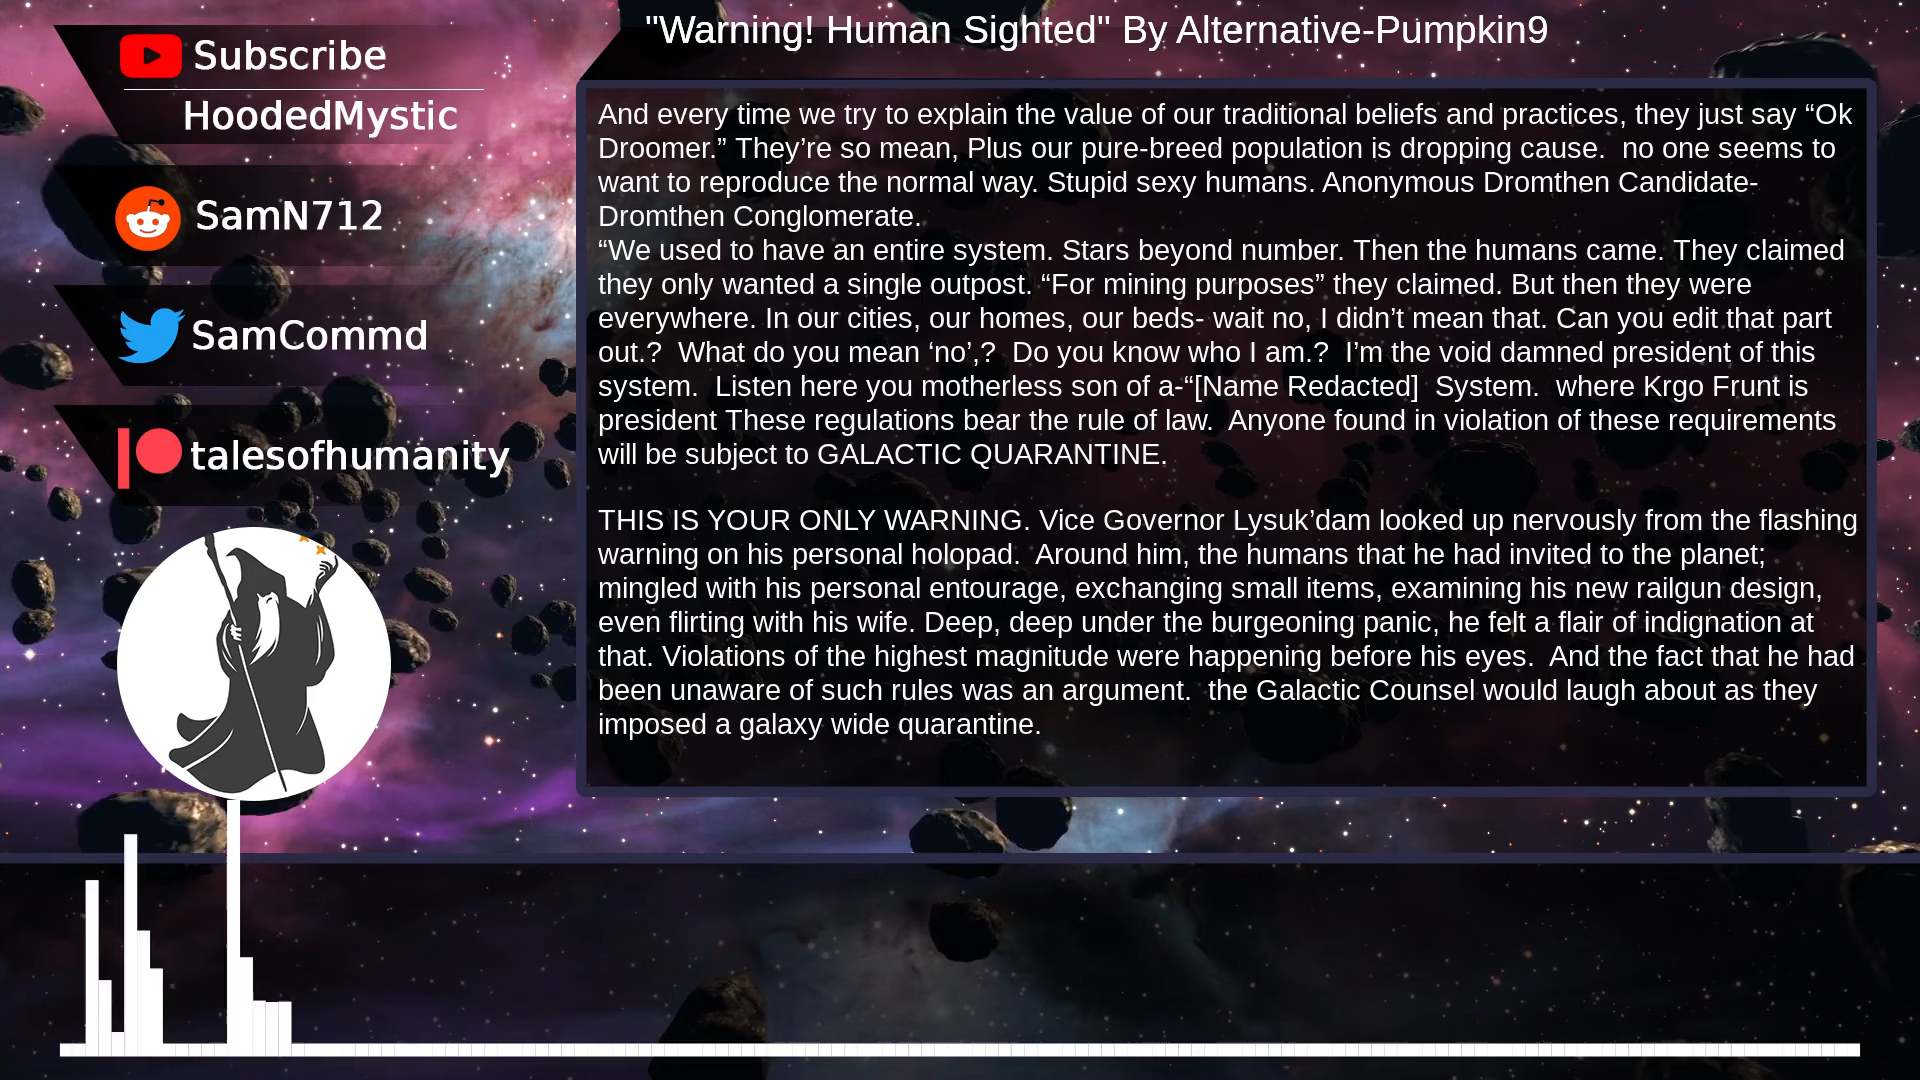 "Warning! Human Sighted" By Alternative-Pumpkin9
Subscribe
HoodedMystic
SamN712
SamCommd
talesofhumanity
And every time we try to explain the value of our traditional beliefs and practices, they just say “Ok
Droomer.” They’re so mean, Plus our pure-breed population is dropping cause.  no one seems to
want to reproduce the normal way. Stupid sexy humans. Anonymous Dromthen Candidate-
Dromthen Conglomerate.
“We used to have an entire system. Stars beyond number. Then the humans came. They claimed
they only wanted a single outpost. “For mining purposes” they claimed. But then they were
everywhere. In our cities, our homes, our beds- wait no, I didn’t mean that. Can you edit that part
out.?  What do you mean ‘no’,?  Do you know who I am.?  I’m the void damned president of this
system.  Listen here you motherless son of a-“[Name Redacted]  System.  where Krgo Frunt is
president These regulations bear the rule of law.  Anyone found in violation of these requirements
will be subject to GALACTIC QUARANTINE.
THIS IS YOUR ONLY WARNING. Vice Governor Lysuk’dam looked up nervously from the flashing
warning on his personal holopad.  Around him, the humans that he had invited to the planet;
mingled with his personal entourage, exchanging small items, examining his new railgun design,
even flirting with his wife. Deep, deep under the burgeoning panic, he felt a flair of indignation at
that. Violations of the highest magnitude were happening before his eyes.  And the fact that he had
been unaware of such rules was an argument.  the Galactic Counsel would laugh about as they
imposed a galaxy wide quarantine.